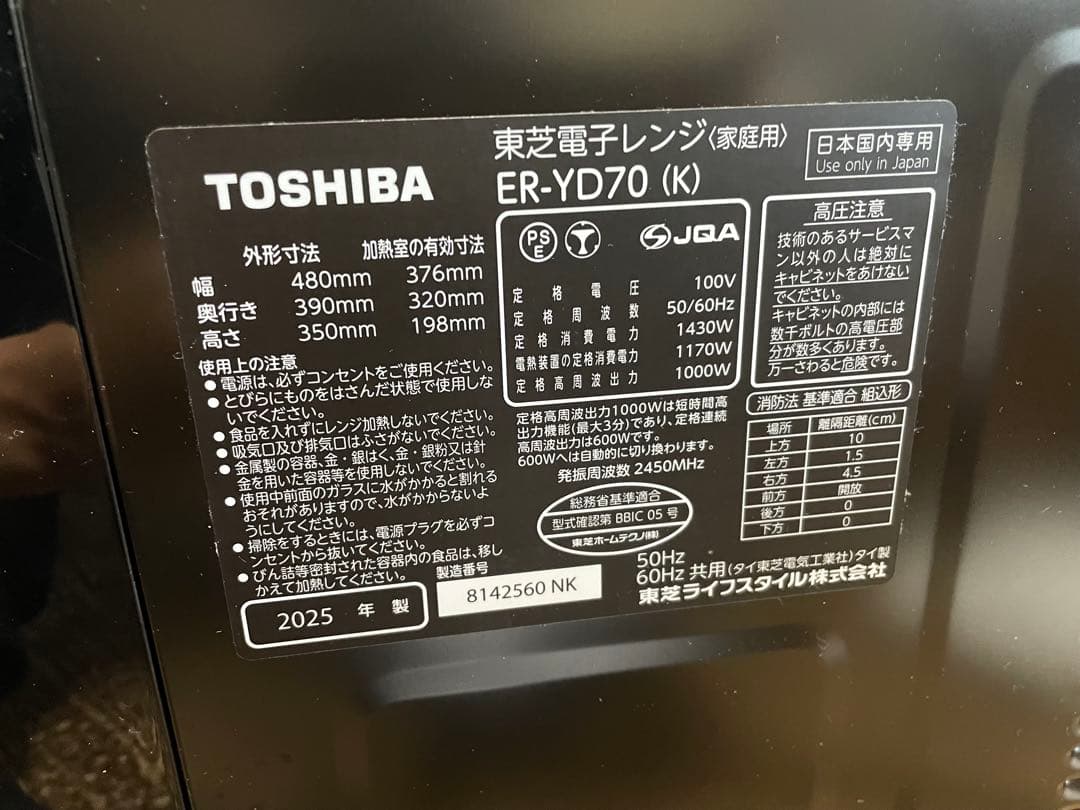 TOSHIBA
東芝電子レンジ〈家庭用〉
ER-YD70 (K)
日本国内専用
Use only in Japan
外形寸法 加熱室の有効寸法
幅 480mm 376mm
奥行き 390mm 320mm
高さ 350mm 198mm
使用上の注意
●電源は、必ずコンセントをご使用ください。
●とびらにものをはさんだ状態で使用しな
いでください。
●食品を入れずにレンジ加熱しないでください。
●吸気口及び排気口はふさがないでください。
●金属製の容器、金・銀はく、金・銀粉又は針
金を用いた容器等を使用しないでください。
●使用中前面のガラスに水がかかると割れる
おそれがありますので、水がかからないよ
うにしてください。
●掃除をするときには、電源プラグを必ずコ
ンセントから抜いてください。
●びん詰等密封された容器内の食品は、移し
かえて加熱してください。
2025 年 製
製造番号
8142560 NK
PS
E
JQA
定格電圧 100V
定格周波数 50/60Hz
定格消費電力 1430W
電熱装置の定格消費電力 1170W
定格高周波出力 1000W
定格高周波出力1000Wは短時間高
出力機能(最大3分)であり、定格連続
高周波出力は600Wです。
600Wへは自動的に切り換わります。
発振周波数 2450MHz
総務省基準適合
型式確認第 BBIC 05 号
東芝ホームテクノ(株)
高圧注意
技術のあるサービスマ
ン以外の人は絶対に
キャビネットをあけない
でください。
キャビネットの内部には
数千ボルトの高電圧部
分が数多くあります。
万一さわると危険です。
消防法 基準適合 組込形
場所 離隔距離(cm)
上方 10
左方 1.5
右方 4.5
前方 開放
後方 0
下方 0
50Hz
60Hz 共用 (タイ東芝電気工業社)タイ製
東芝ライフスタイル株式会社